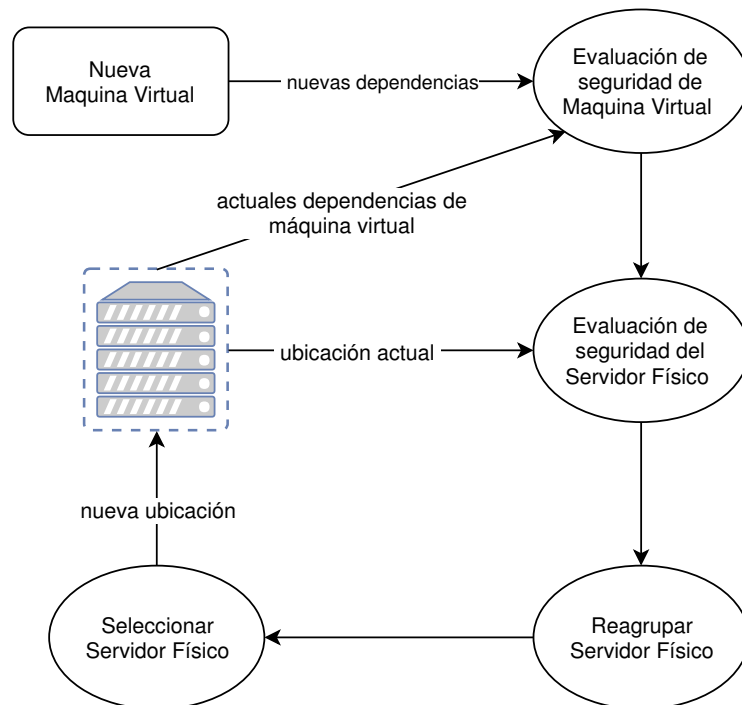 Nueva
Maquina Virtual
nuevas dependencias
Evaluación de
seguridad de
Maquina Virtual
actuales dependencias de
máquina virtual
ubicación actual
Evaluación de
seguridad del
Servidor Físico
nueva ubicación
Seleccionar
Servidor Físico
Reagrupar
Servidor Físico